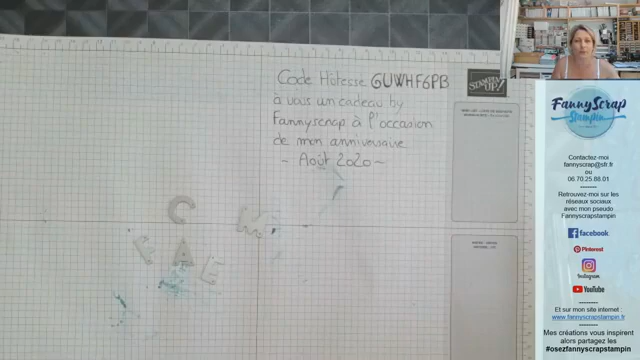 Code Hôtesse GUWHF6PB
à vous un cadeau by
Fannyscrap à l'occasion
de mon anniversaire
~ Août 2020 ~
STAMPIN' UP!
FannyScrap
Stampin
Contactez-moi
fannyscrap@sfr.fr
ou
06.70.25.88.01
Retrouvez-moi sur les
réseaux sociaux
avec mon pseudo
Fannyscrapstampin
facebook
Pinterest
Instagram
YouTube
Et sur mon site internet :
www.fannyscrapstampin.fr
Mes créations vous inspirent
alors partagez les
#osezfannyscrapstampin